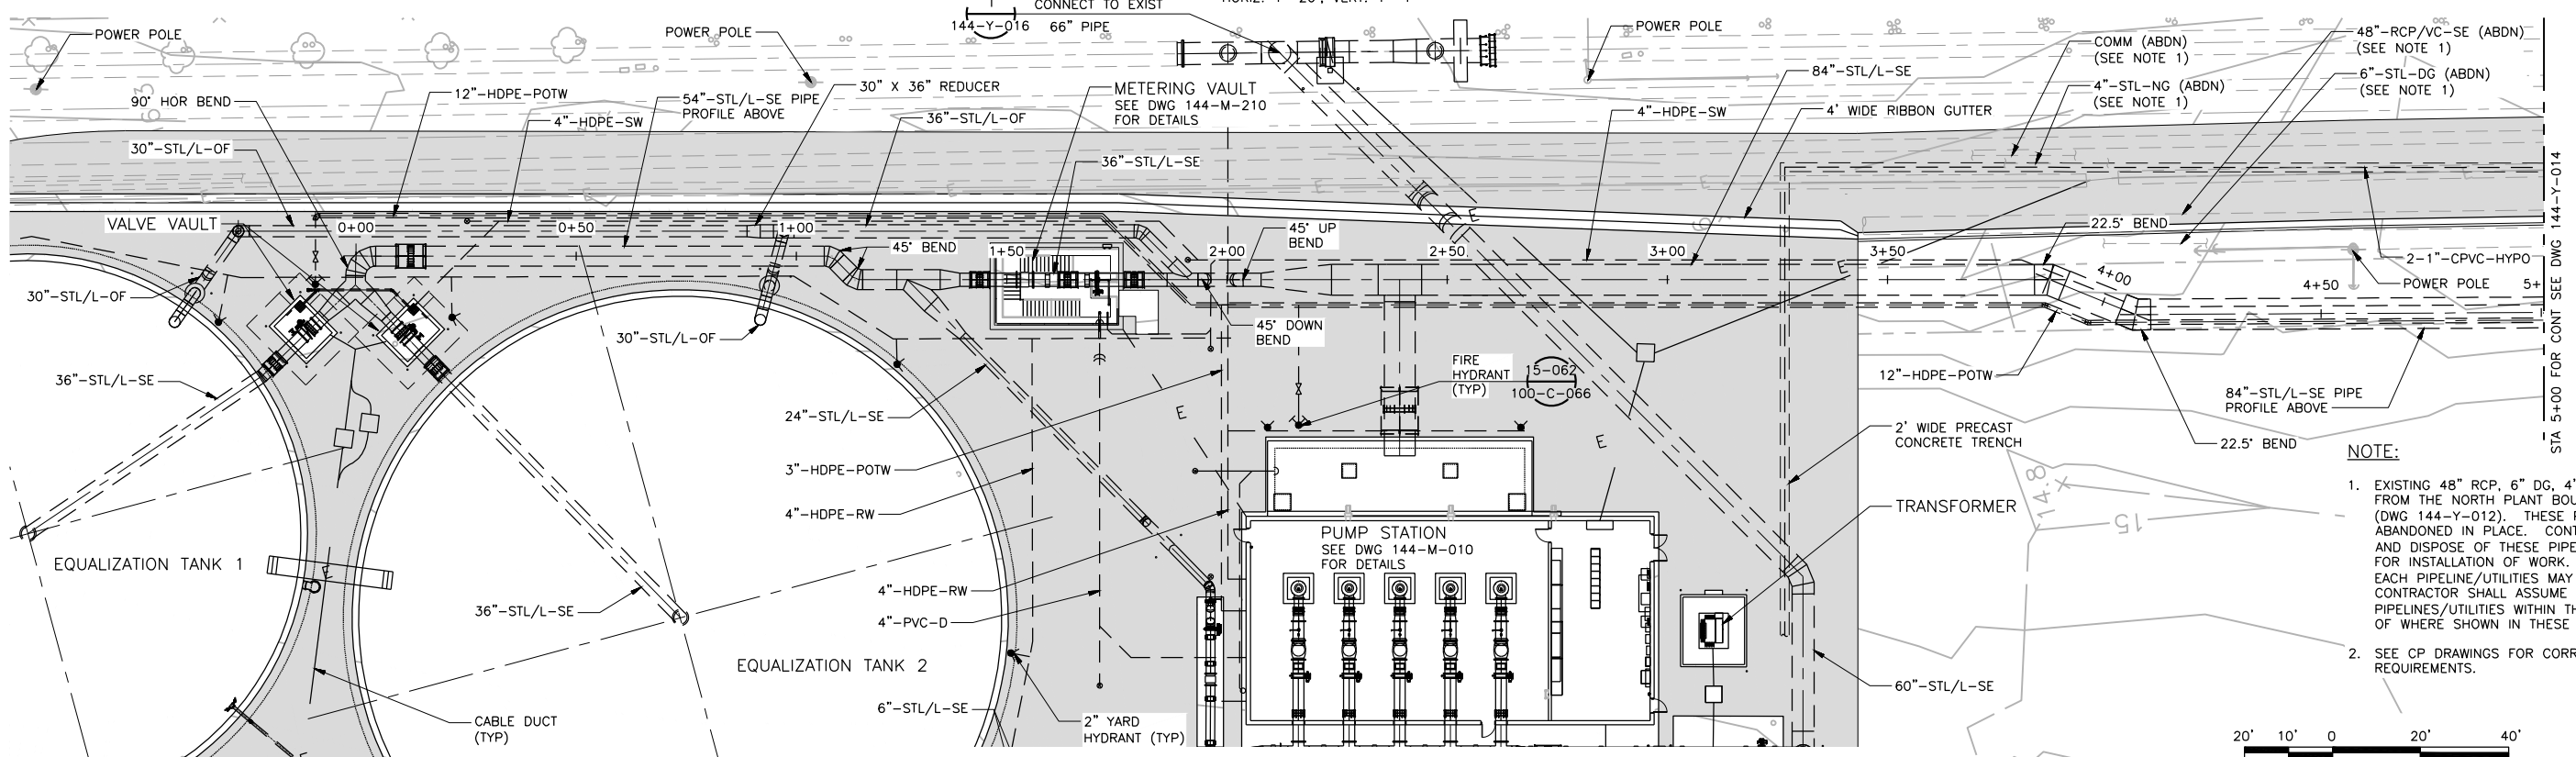 CONNECT TO EXIST
66” PIPE
144-Y-016
POWER POLE
POWER POLE
POWER POLE
COMM (ABDN)
(SEE NOTE 1)
48”-RCP/VC-SE (ABDN)
(SEE NOTE 1)
90° HOR BEND
12”-HDPE-POTW
54”-STL/L-SE PIPE
PROFILE ABOVE
30” X 36” REDUCER
METERING VAULT
SEE DWG 144-M-210
FOR DETAILS
84”-STL/L-SE
4”-STL-NG (ABDN)
(SEE NOTE 1)
6”-STL-DG (ABDN)
(SEE NOTE 1)
4”-HDPE-SW
36”-STL/L-OF
4”-HDPE-SW
4’ WIDE RIBBON GUTTER
30”-STL/L-OF
36”-STL/L-SE
VALVE VAULT
0+00
0+50
1+00
45° BEND
1+50
2+00
45° UP
BEND
2+50
3+00
3+50
22.5° BEND
4+00
4+50
5+
2-1”-CPVC-HYPO
POWER POLE
STA 5+00 FOR CONT SEE DWG 144-Y-014
30”-STL/L-OF
30”-STL/L-OF
45° DOWN
BEND
FIRE
HYDRANT
(TYP)
15-062
100-C-066
12”-HDPE-POTW
84”-STL/L-SE PIPE
PROFILE ABOVE
22.5° BEND
36”-STL/L-SE
24”-STL/L-SE
2’ WIDE PRECAST
CONCRETE TRENCH
3”-HDPE-POTW
4”-HDPE-RW
TRANSFORMER
14.8
15
PUMP STATION
SEE DWG 144-M-010
FOR DETAILS
EQUALIZATION TANK 1
36”-STL/L-SE
4”-HDPE-RW
4”-PVC-D
EQUALIZATION TANK 2
6”-STL/L-SE
2” YARD
HYDRANT (TYP)
60”-STL/L-SE
CABLE DUCT
(TYP)
E
E
E
E
E
E
NOTE:
1. EXISTING 48” RCP, 6” DG, 4”
FROM THE NORTH PLANT BOU
(DWG 144-Y-012). THESE
ABANDONED IN PLACE. CONT
AND DISPOSE OF THESE PIPE
FOR INSTALLATION OF WORK.
EACH PIPELINE/UTILITIES MAY
CONTRACTOR SHALL ASSUME
PIPELINES/UTILITIES WITHIN TH
OF WHERE SHOWN IN THESE
2. SEE CP DRAWINGS FOR CORR
REQUIREMENTS.
20’ 10’ 0 20’ 40’